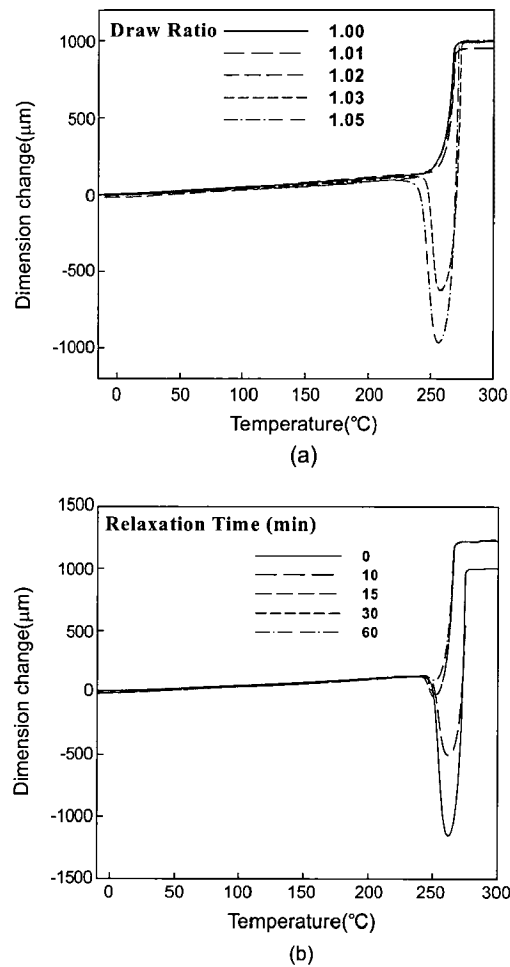 Draw Ratio
1.00
1.01
1.02
1.03
1.05
1000
500
0
-500
-1000
Dimension change(μm)
0 50 100 150 200 250 300
Temperature(°C)
(a)
Relaxation Time (min)
0
10
15
30
60
1500
1000
500
0
-500
-1000
-1500
Dimension change(μm)
0 50 100 150 200 250 300
Temperature(°C)
(b)